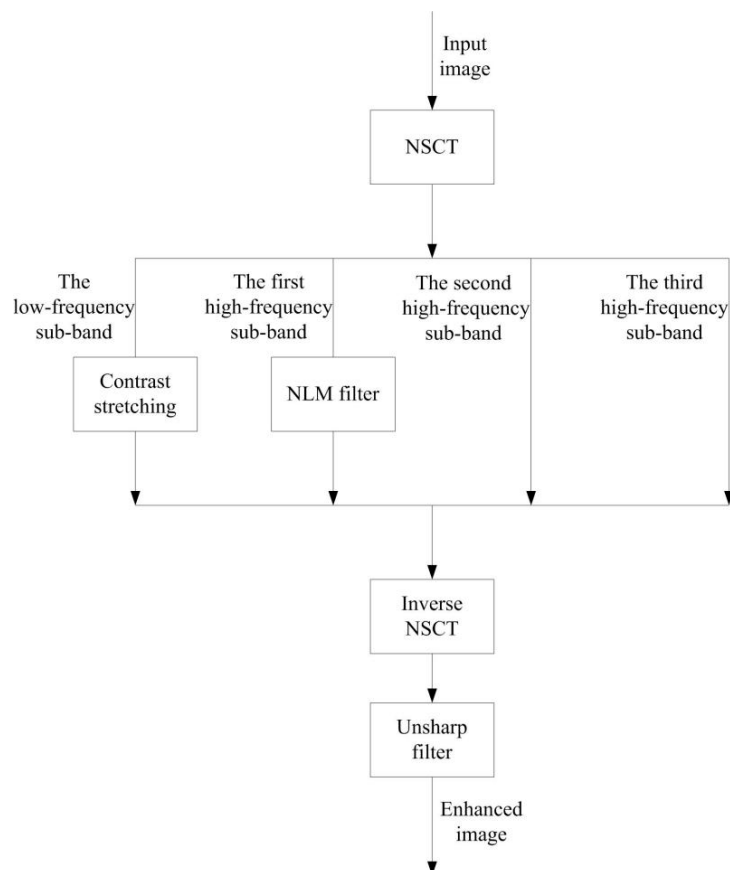 Input
image
NSCT
The
low-frequency
sub-band
The first
high-frequency
sub-band
The second
high-frequency
sub-band
The third
high-frequency
sub-band
Contrast
stretching
NLM filter
Inverse
NSCT
Unsharp
filter
Enhanced
image